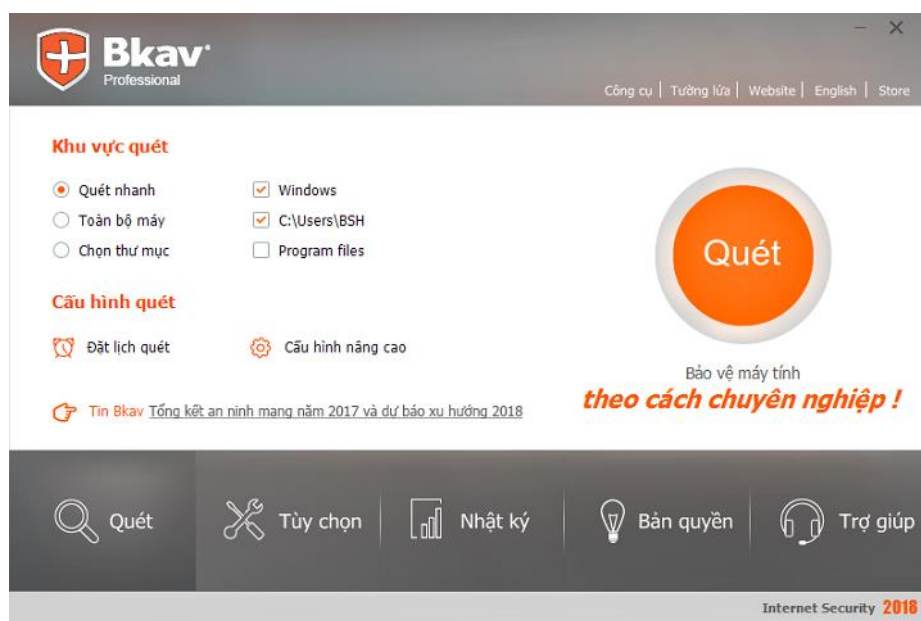 Bkav
Professional
Công cụ | Tường lửa | Website | English | Store
Khu vực quét
Quét nhanh
Windows
Toàn bộ máy
C:\Users\BSH
Chọn thư mục
Program files
Quét
Cấu hình quét
Đặt lịch quét
Cấu hình nâng cao
Bảo vệ máy tính
theo cách chuyên nghiệp !
Tin Bkav Tổng kết an ninh mạng năm 2017 và dự báo xu hướng 2018
Quét
Tùy chọn
Nhật ký
Bản quyền
Trợ giúp
Internet Security 2018